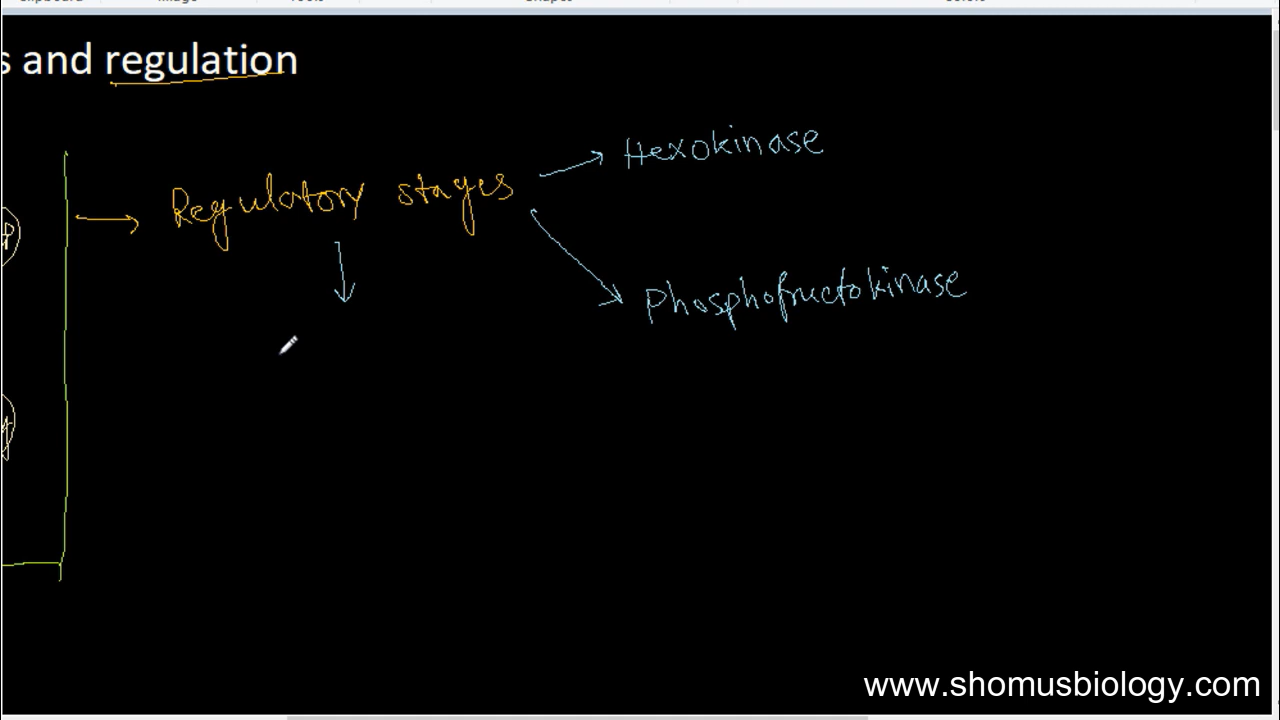 s and regulation
Hexokinase
Regulatory stages
Phosphofructokinase
www.shomusbiology.com